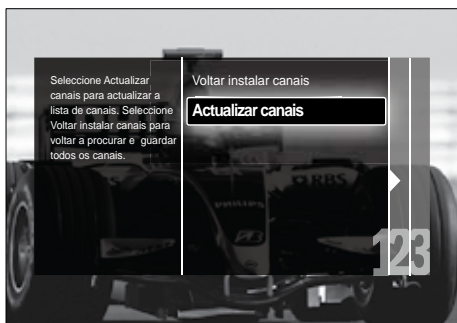 Seleccione Actualizar
canais para actualizar a
lista de canais. Seleccione
Voltar instalar canais para
voltar a procurar e guardar
todos os canais.
Voltar instalar canais
Actualizar canais
RBS
PHILIPS
123